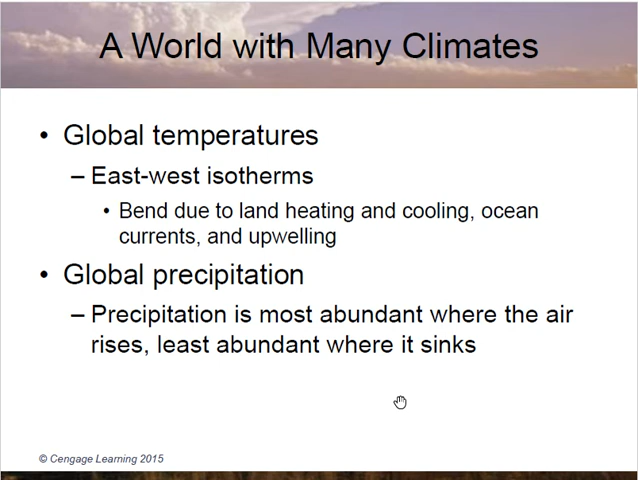 A World with Many Climates
• Global temperatures
– East-west isotherms
• Bend due to land heating and cooling, ocean
currents, and upwelling
• Global precipitation
– Precipitation is most abundant where the air
rises, least abundant where it sinks
© Cengage Learning 2015